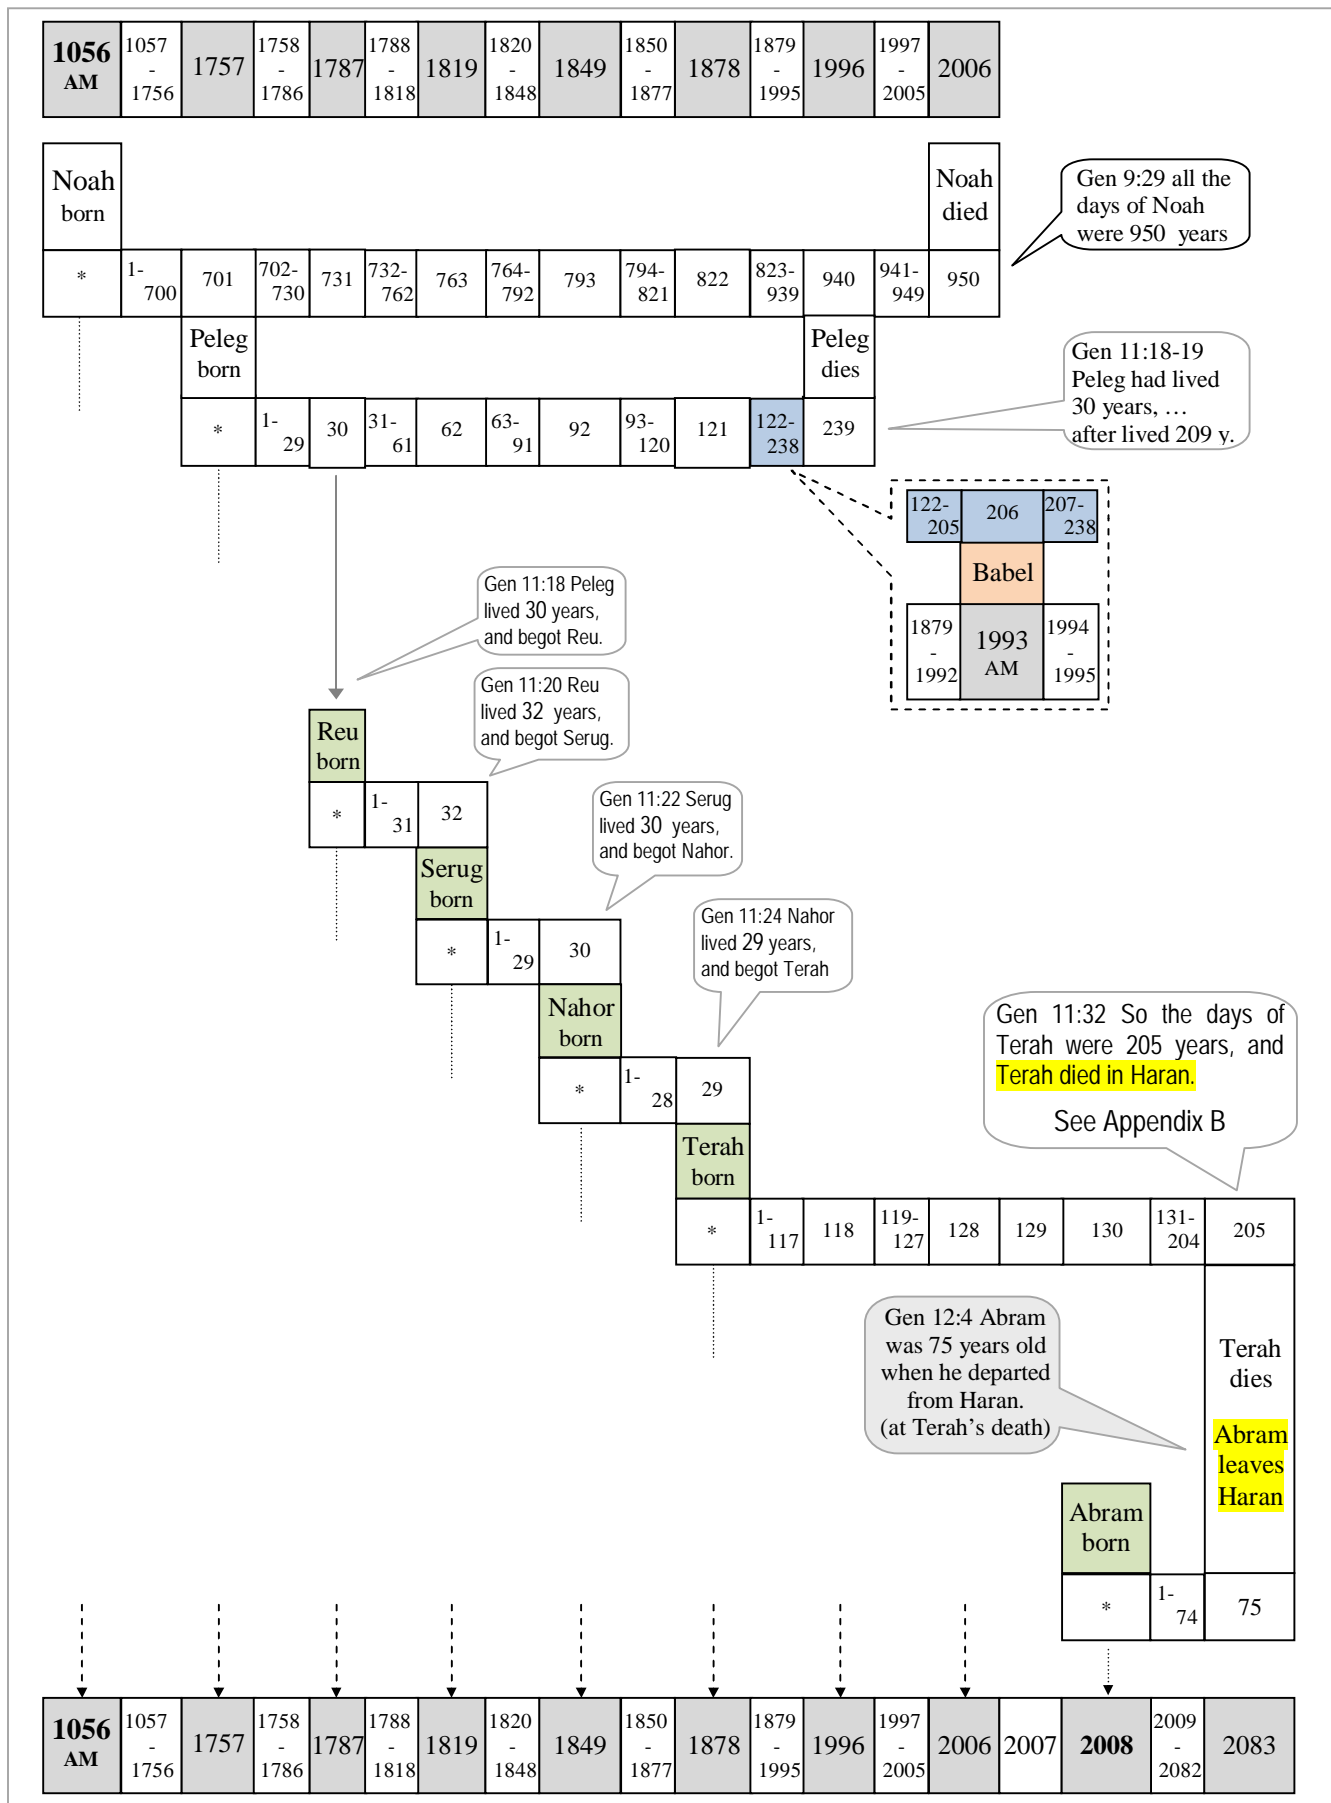 1056 1057 - 1756 1757 1758 - 1786 1787 1788 - 1818 1819 1820 - 1848 1849 1850 - 1877 1878 1879 - 1995 1996 1997 - 2005 2006
AM
Noah
born
Noah
died
Gen 9:29 all the
days of Noah
were 950 years
* 1-700 701 702-730 731 732-762 763 764-792 793 794-821 822 823-939 940 941-949 950
Peleg
born
Peleg
dies
Gen 11:18-19
Peleg had lived
30 years, …
after lived 209 y.
* 1-29 30 31-61 62 63-91 92 93-120 121 122-238 239
122-205 206 207-238
Babel
1879 - 1992 1993 1994 - 1995
AM
Gen 11:18 Peleg
lived 30 years,
and begot Reu.
Gen 11:20 Reu
lived 32 years,
and begot Serug.
Reu
born
* 1-31 32
Gen 11:22 Serug
lived 30 years,
and begot Nahor.
Serug
born
* 1-29 30
Gen 11:24 Nahor
lived 29 years,
and begot Terah
Nahor
born
* 1-28 29
Gen 11:32 So the days of
Terah were 205 years, and
Terah died in Haran.
See Appendix B
Terah
born
* 1-117 118 119-127 128 129 130 131-204 205
Gen 12:4 Abram
was 75 years old
when he departed
from Haran.
(at Terah's death)
Terah
dies
Abram
leaves
Haran
Abram
born
* 1-74 75
1056 1057 - 1756 1757 1758 - 1786 1787 1788 - 1818 1819 1820 - 1848 1849 1850 - 1877 1878 1879 - 1995 1996 1997 - 2005 2006 2007 2008 2009 - 2082 2083
AM